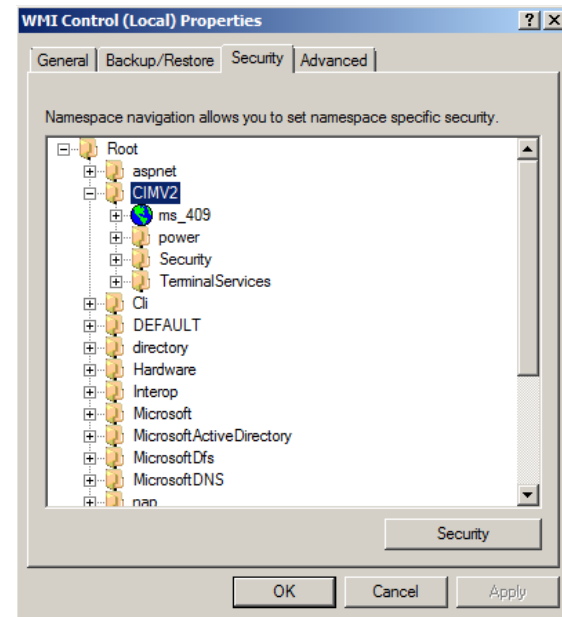 WMI Control (Local) Properties
General Backup/Restore Security Advanced
Namespace navigation allows you to set namespace specific security.
Root
aspnet
CIMV2
ms_409
power
Security
TerminalServices
Cli
DEFAULT
directory
Hardware
Interop
Microsoft
MicrosoftActiveDirectory
MicrosoftDfs
MicrosoftDNS
nap
Security
OK Cancel Apply